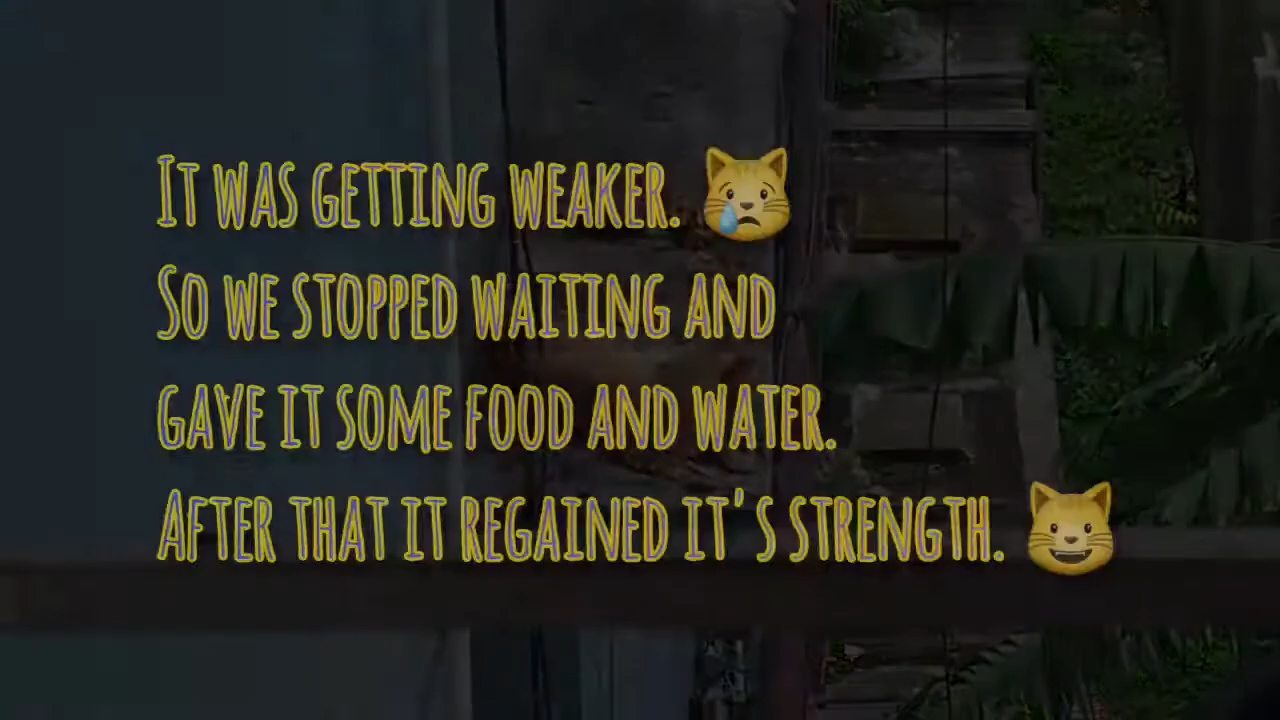 It was getting weaker. 😿
So we stopped waiting and
gave it some food and water.
After that it regained it's strength. 😺